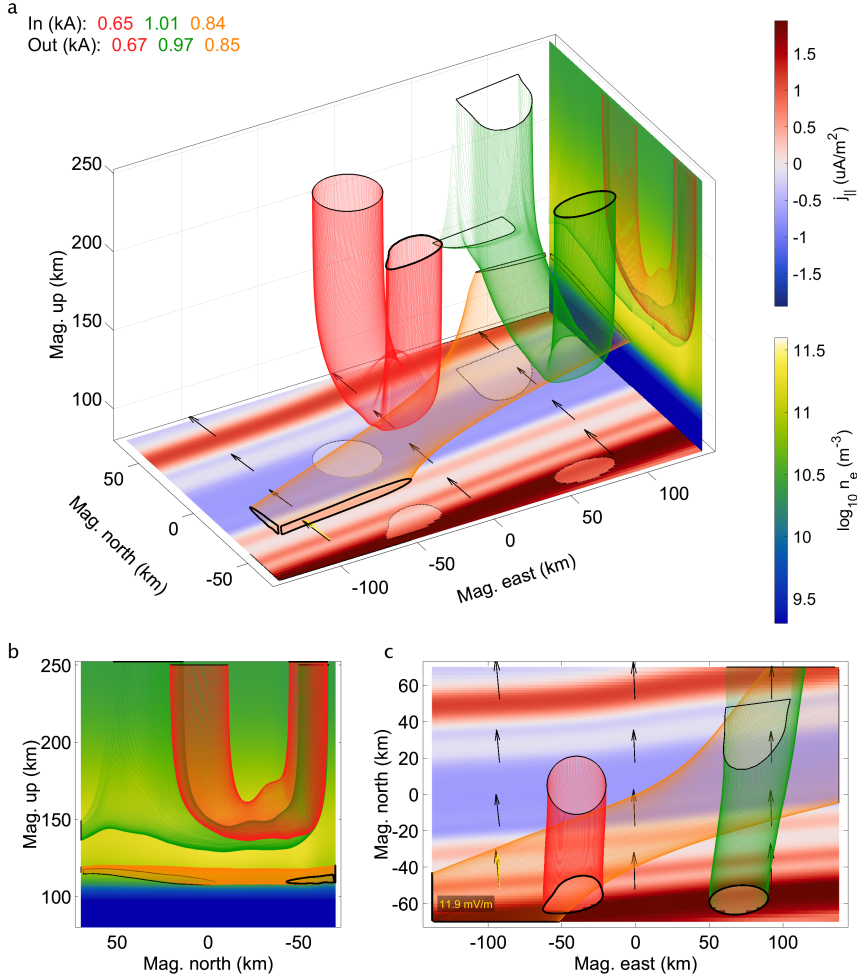 a
In (kA): 0.65 1.01 0.84
Out (kA): 0.67 0.97 0.85
250
200
150
100
Mag. up (km)
50
0
-50
Mag. north (km)
-100
-50
0
50
100
Mag. east (km)
1.5
1
0.5
0
-0.5
-1
-1.5
j|| (uA/m²)
11.5
11
10.5
10
9.5
log₁₀ nₑ (m⁻³)
b
250
200
150
100
Mag. up (km)
50
0
-50
Mag. north (km)
c
60
40
20
0
-20
-40
-60
Mag. north (km)
11.9 mV/m
-100
-50
0
50
100
Mag. east (km)